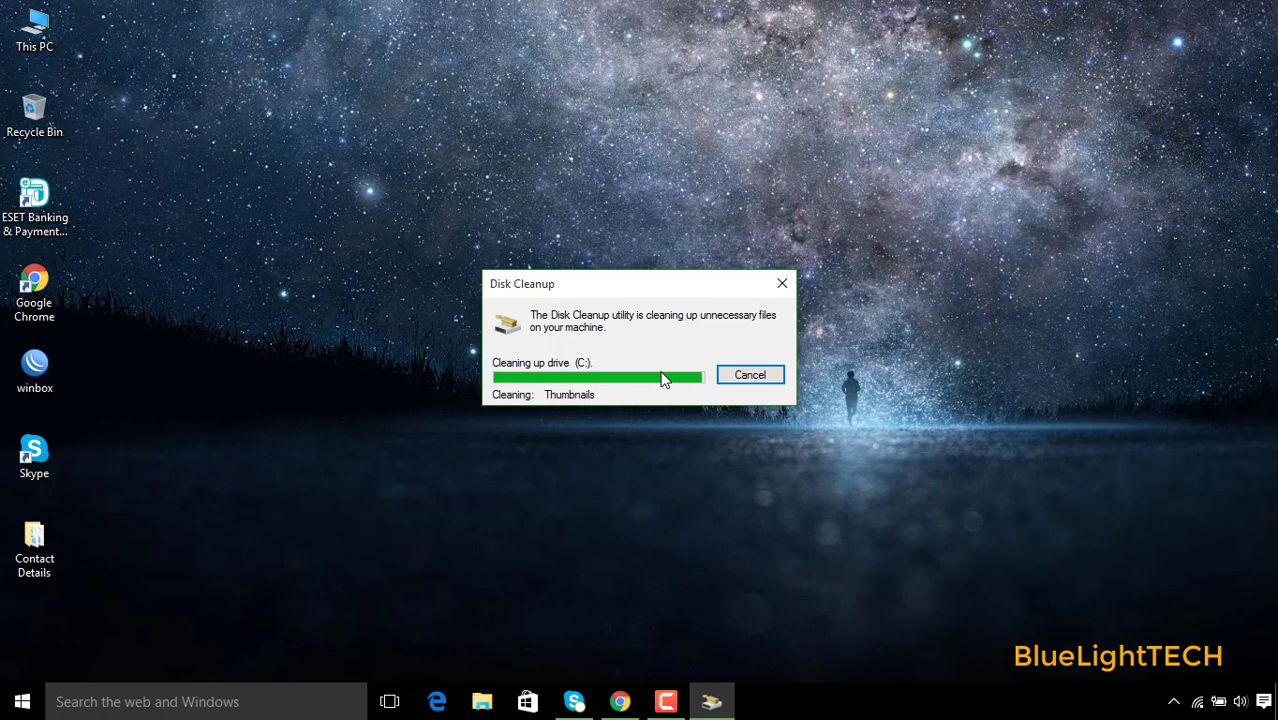 This PC
Recycle Bin
ESET Banking
& Payment...
Google
Chrome
winbox
Skype
Contact
Details
Disk Cleanup
The Disk Cleanup utility is cleaning up unnecessary files
on your machine.
Cleaning up drive (C:).
Cancel
Cleaning: Thumbnails
BlueLightTECH
Search the web and Windows